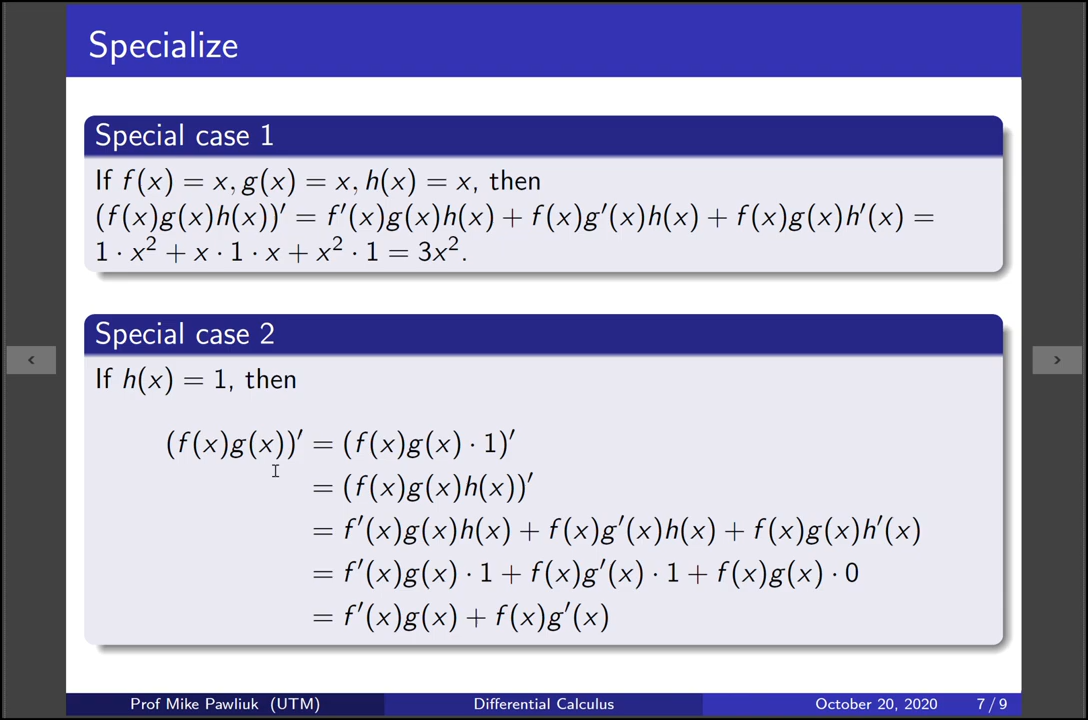 Specialize
Special case 1
If f(x) = x, g(x) = x, h(x) = x, then
(f(x)g(x)h(x))′ = f′(x)g(x)h(x) + f(x)g′(x)h(x) + f(x)g(x)h′(x) =
1 · x² + x · 1 · x + x² · 1 = 3x².
Special case 2
If h(x) = 1, then
(f(x)g(x))′ = (f(x)g(x) · 1)′
= (f(x)g(x)h(x))′
= f′(x)g(x)h(x) + f(x)g′(x)h(x) + f(x)g(x)h′(x)
= f′(x)g(x) · 1 + f(x)g′(x) · 1 + f(x)g(x) · 0
= f′(x)g(x) + f(x)g′(x)
Prof Mike Pawliuk (UTM) Differential Calculus October 20, 2020 7 / 9